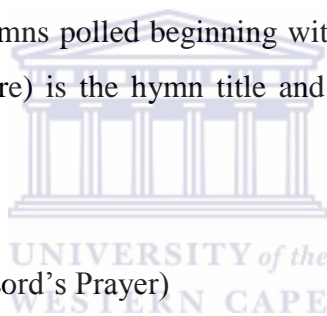 mns polled beginning wit
re) is the hymn title and
UNIVERSITY of the
ord's Prayer)
WESTERN CAPE